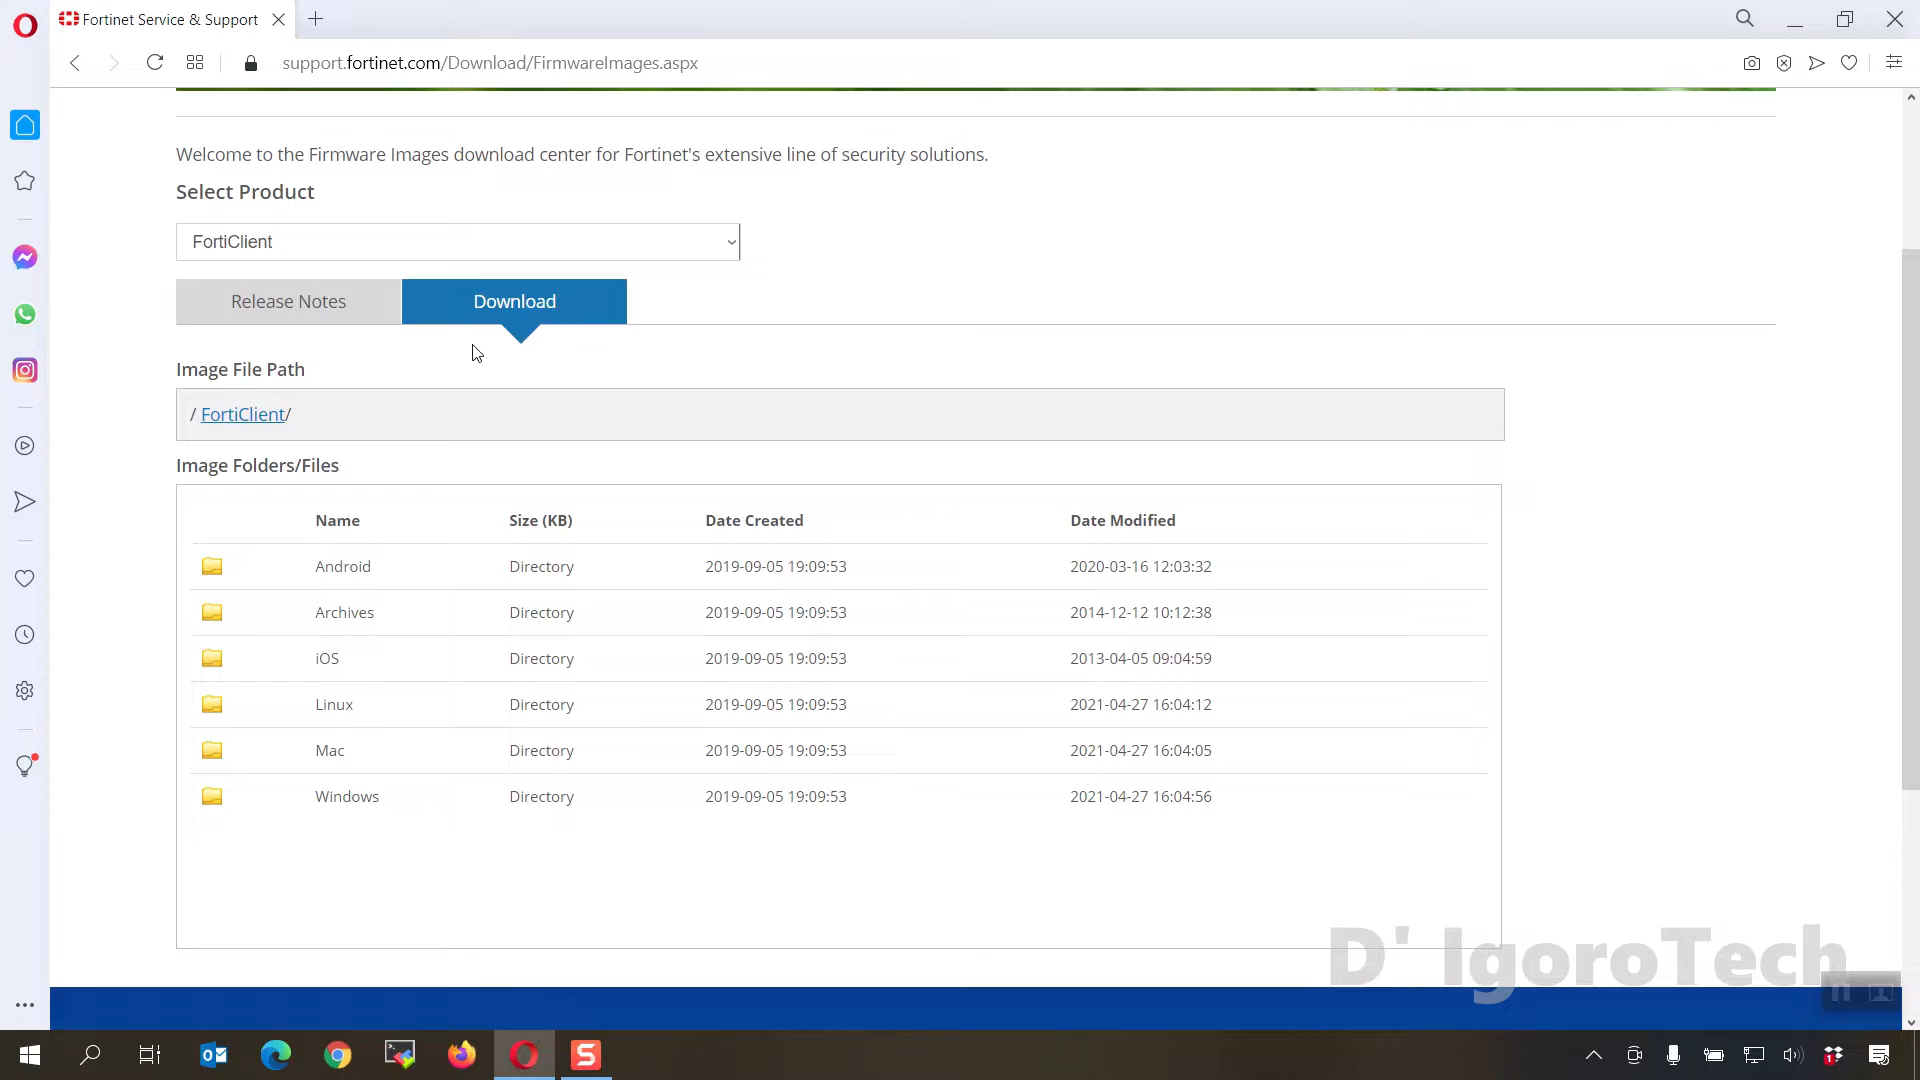 Fortinet Service & Support
support.fortinet.com/Download/FirmwareImages.aspx
Welcome to the Firmware Images download center for Fortinet's extensive line of security solutions.
Select Product
FortiClient
Release Notes Download
Image File Path
/ FortiClient/
Image Folders/Files
Name Size (KB) Date Created Date Modified
Android Directory 2019-09-05 19:09:53 2020-03-16 12:03:32
Archives Directory 2019-09-05 19:09:53 2014-12-12 10:12:38
iOS Directory 2019-09-05 19:09:53 2013-04-05 09:04:59
Linux Directory 2019-09-05 19:09:53 2021-04-27 16:04:12
Mac Directory 2019-09-05 19:09:53 2021-04-27 16:04:05
Windows Directory 2019-09-05 19:09:53 2021-04-27 16:04:56
D' IgoroTech